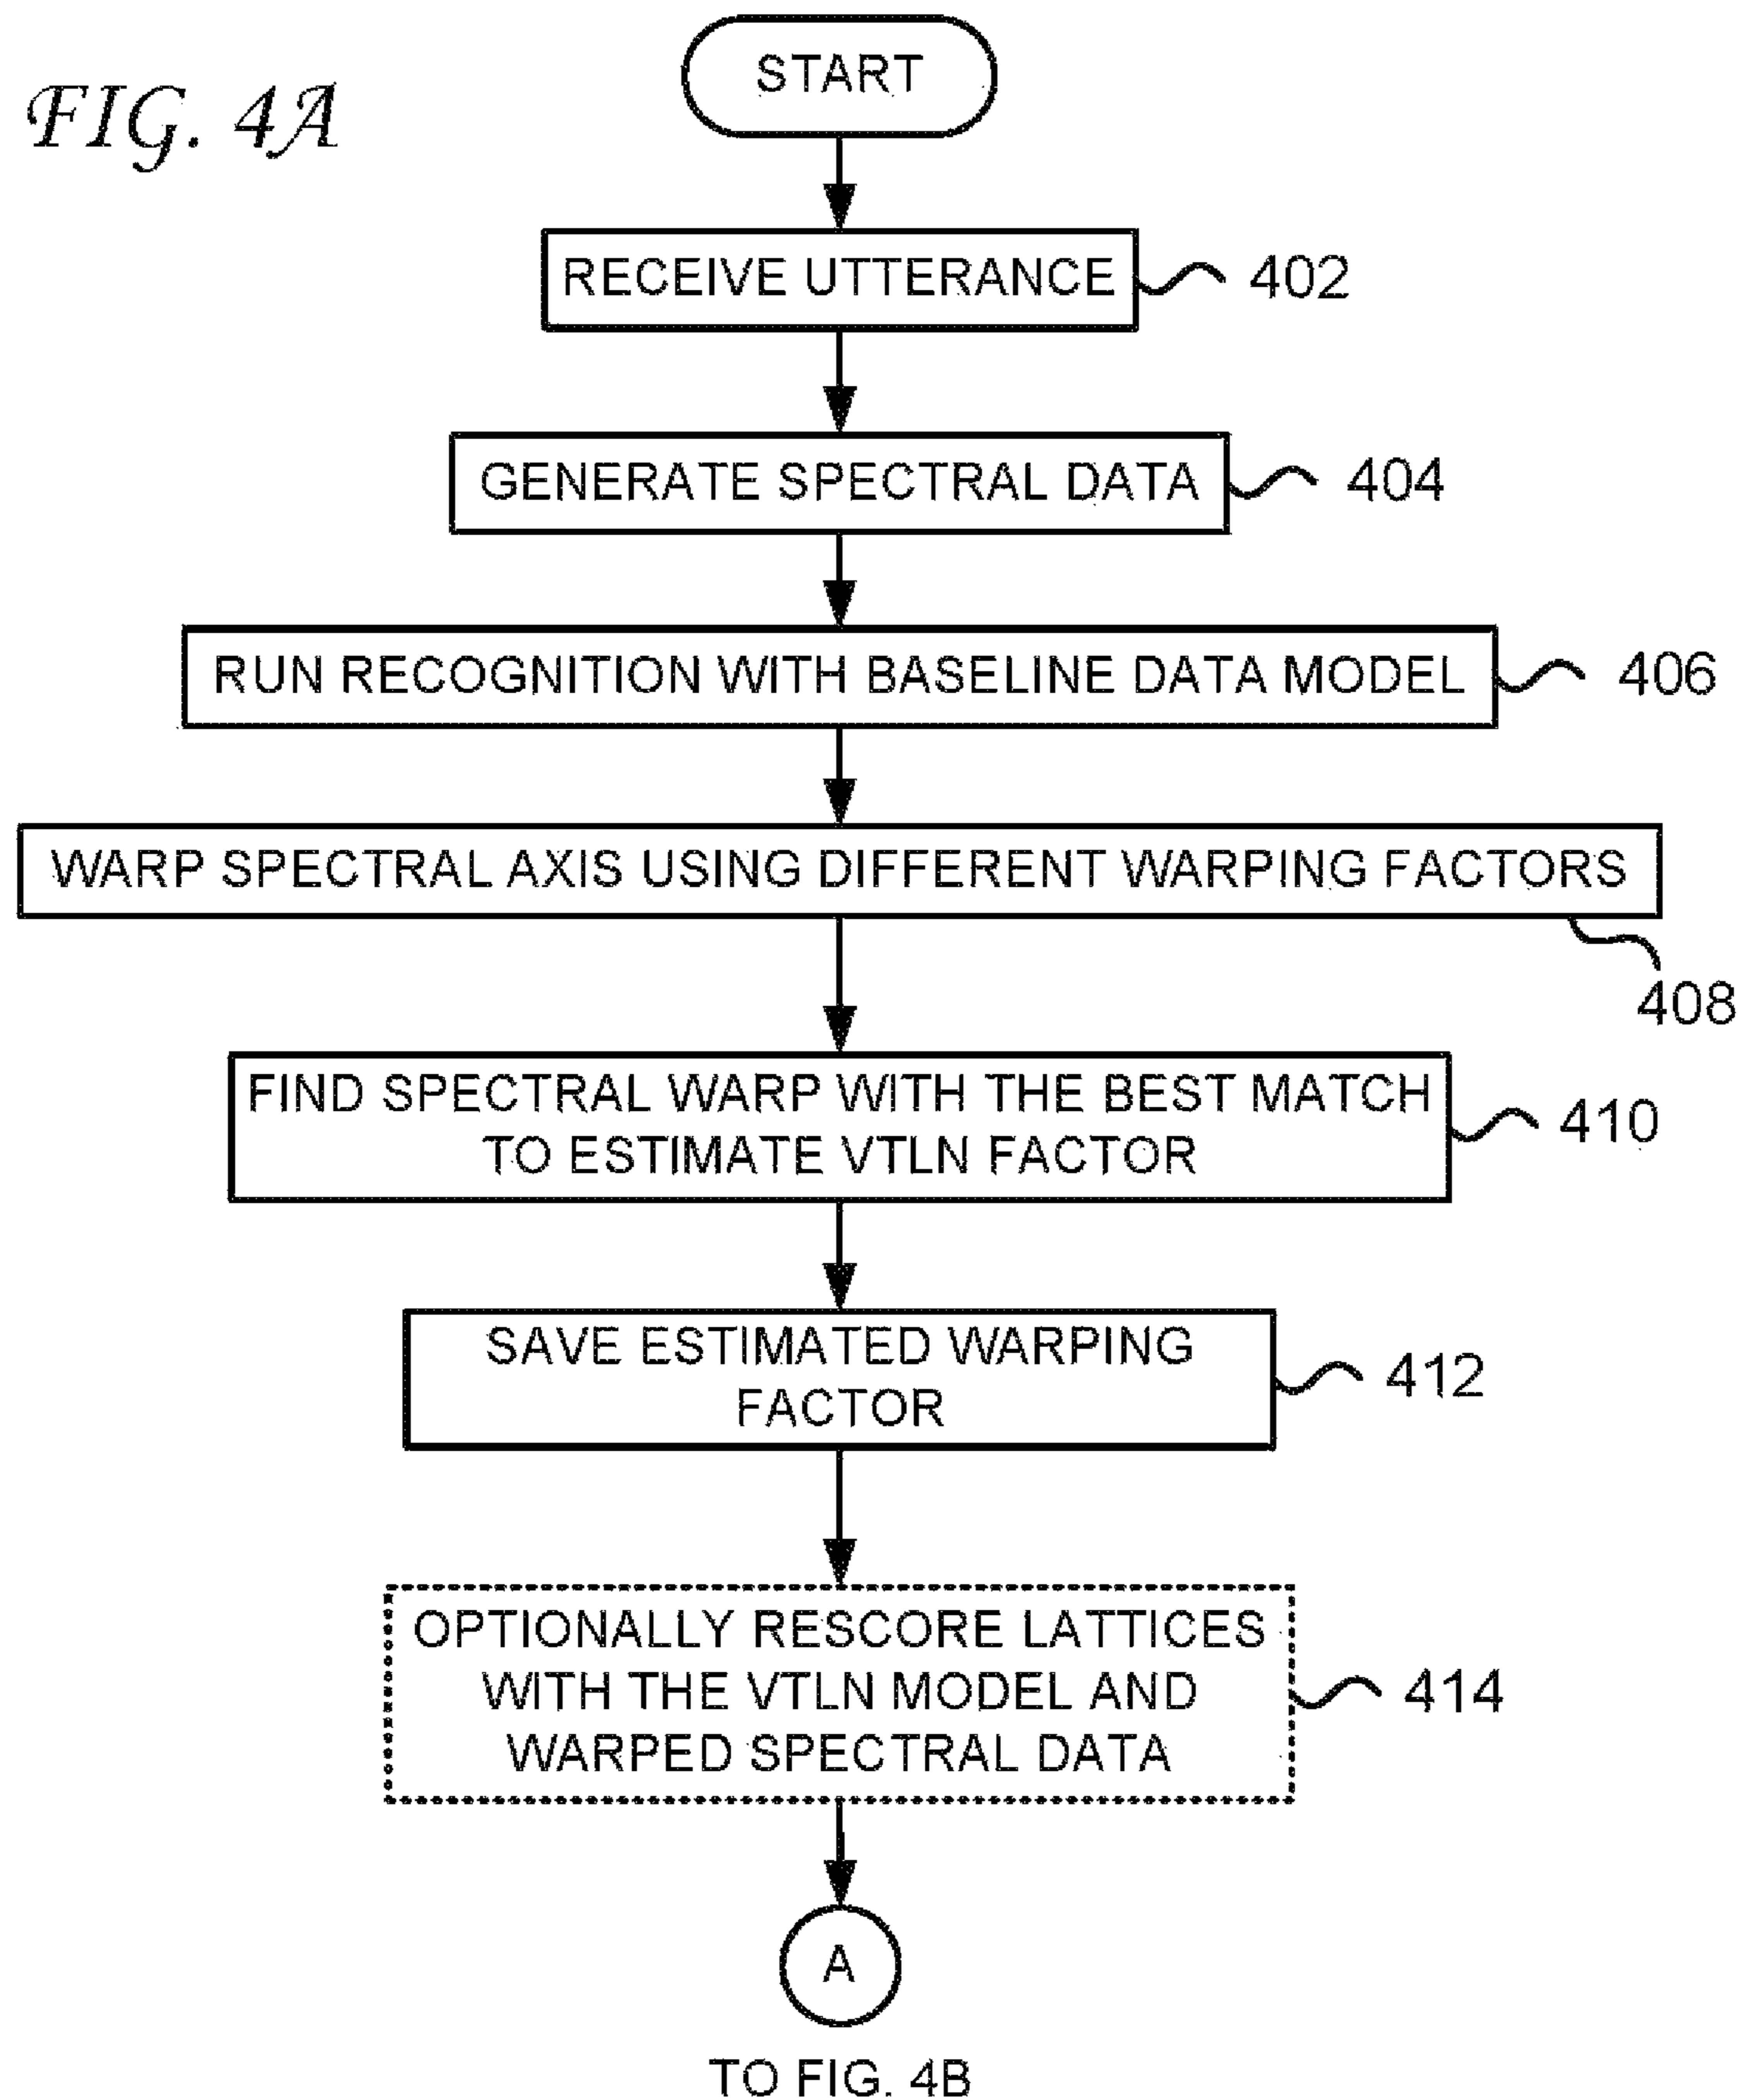 FIG. 4A
START
RECEIVE UTTERANCE
402
GENERATE SPECTRAL DATA
404
RUN RECOGNITION WITH BASELINE DATA MODEL
406
WARP SPECTRAL AXIS USING DIFFERENT WARPING FACTORS
408
FIND SPECTRAL WARP WITH THE BEST MATCH
TO ESTIMATE VTLN FACTOR
410
SAVE ESTIMATED WARPING
FACTOR
412
OPTIONALLY RESCORE LATTICES
WITH THE VTLN MODEL AND
WARPED SPECTRAL DATA
414
A
TO FIG. 4B